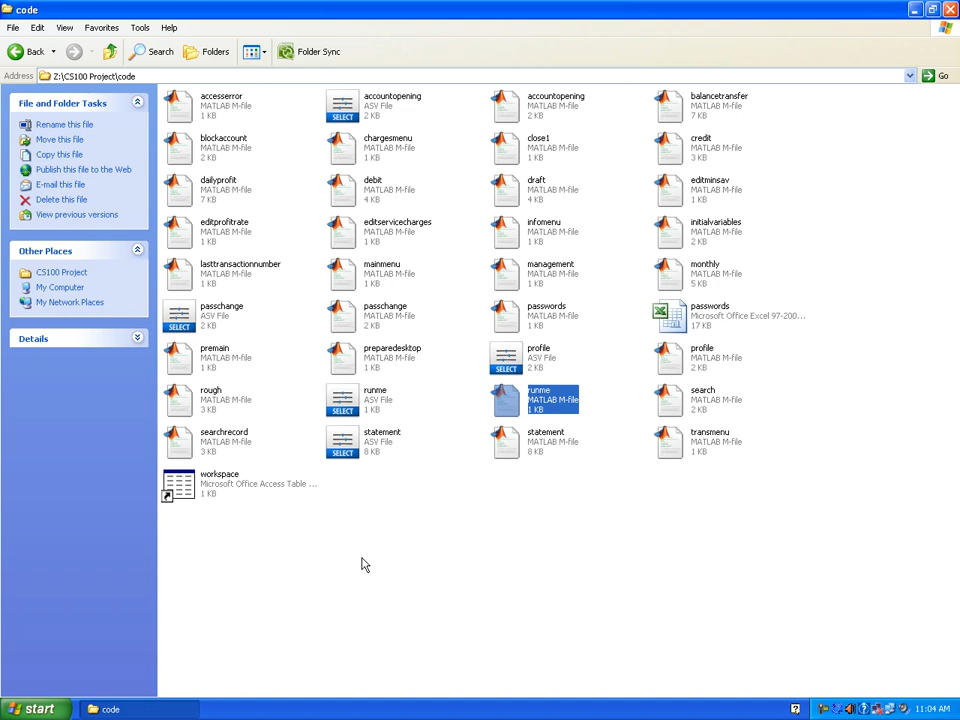 code
File Edit View Favorites Tools Help
Back Search Folders Folder Sync
Address Z:\CS100 Project\code Go
File and Folder Tasks
Rename this file
Move this file
Copy this file
Publish this file to the Web
E-mail this file
Delete this file
View previous versions
Other Places
CS100 Project
My Computer
My Network Places
Details
accesserror
MATLAB M-file
1 KB
SELECT
accountopening
ASV File
2 KB
accountopening
MATLAB M-file
2 KB
balancetransfer
MATLAB M-file
7 KB
blockaccount
MATLAB M-file
2 KB
chargesmenu
MATLAB M-file
1 KB
close1
MATLAB M-file
2 KB
credit
MATLAB M-file
3 KB
dailyprofit
MATLAB M-file
7 KB
debit
MATLAB M-file
4 KB
draft
MATLAB M-file
4 KB
editminsav
MATLAB M-file
1 KB
editprofitrate
MATLAB M-file
1 KB
editservicecharges
MATLAB M-file
1 KB
infomenu
MATLAB M-file
1 KB
initialvariables
MATLAB M-file
2 KB
lasttransactionnumber
MATLAB M-file
1 KB
mainmenu
MATLAB M-file
1 KB
management
MATLAB M-file
1 KB
monthly
MATLAB M-file
5 KB
SELECT
passchange
ASV File
2 KB
passchange
MATLAB M-file
2 KB
passwords
MATLAB M-file
1 KB
passwords
Microsoft Office Excel 97-200...
17 KB
premain
MATLAB M-file
1 KB
preparedesktop
MATLAB M-file
1 KB
SELECT
profile
ASV File
2 KB
profile
MATLAB M-file
2 KB
rough
MATLAB M-file
3 KB
SELECT
runme
ASV File
1 KB
runme
MATLAB M-file
1 KB
search
MATLAB M-file
2 KB
searchrecord
MATLAB M-file
3 KB
SELECT
statement
ASV File
8 KB
statement
MATLAB M-file
8 KB
transmenu
MATLAB M-file
1 KB
workspace
Microsoft Office Access Table ...
1 KB
start code 11:04 AM